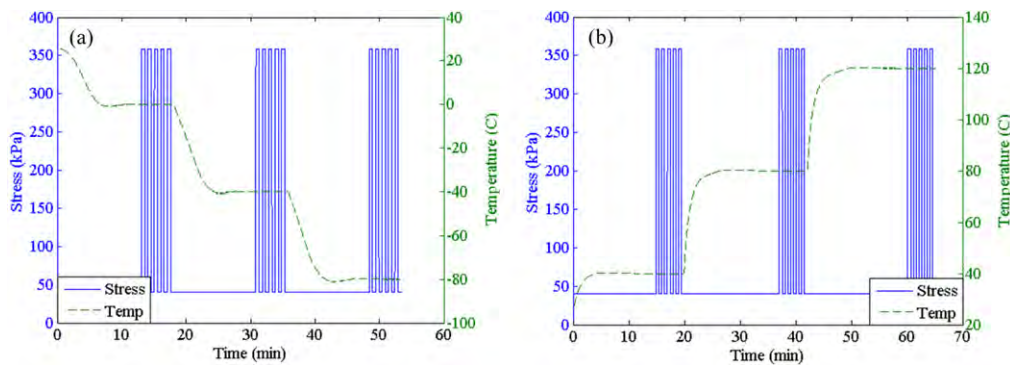 (a)
Stress (kPa)
400
350
300
250
200
150
100
50
0
0 10 20 30 40 50 60
Time (min)
Temperature (C)
40
20
0
-20
-40
-60
-80
-100
Stress
Temp
(b)
Stress (kPa)
400
350
300
250
200
150
100
50
0
0 10 20 30 40 50 60 70
Time (min)
Temperature (C)
140
120
100
80
60
40
20
Stress
Temp